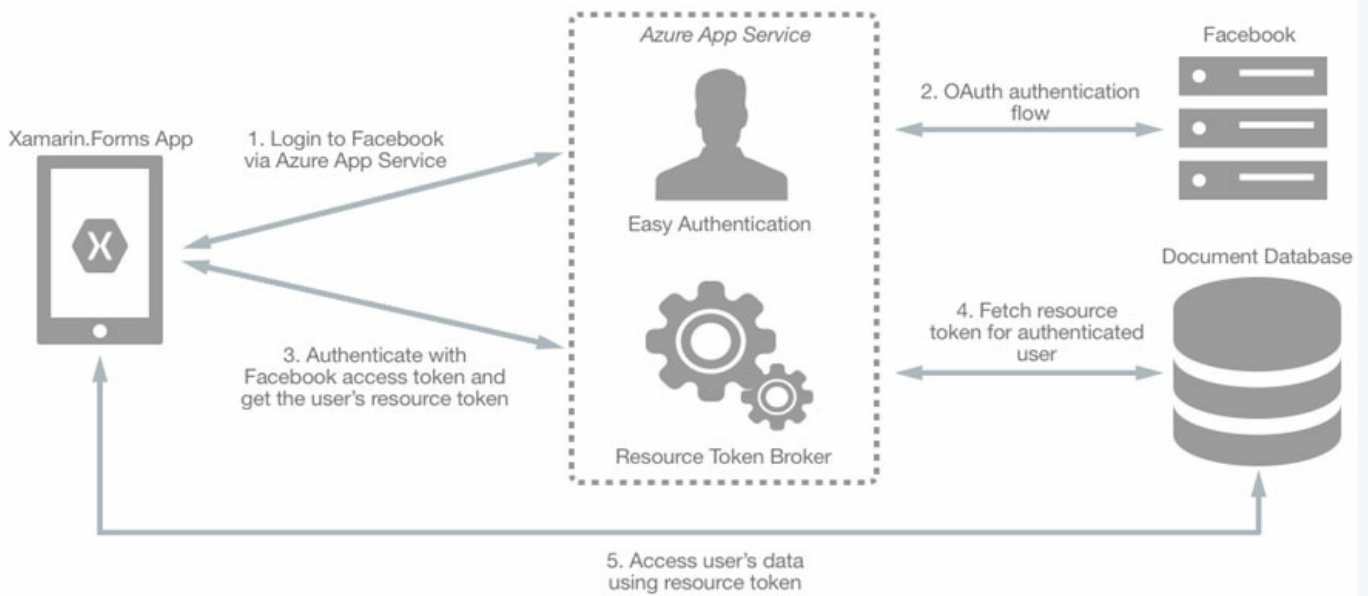 Azure App Service
Facebook
Xamarin.Forms App
1. Login to Facebook
via Azure App Service
2. OAuth authentication
flow
Easy Authentication
Document Database
3. Authenticate with
Facebook access token and
get the user's resource token
4. Fetch resource
token for authenticated
user
Resource Token Broker
5. Access user's data
using resource token